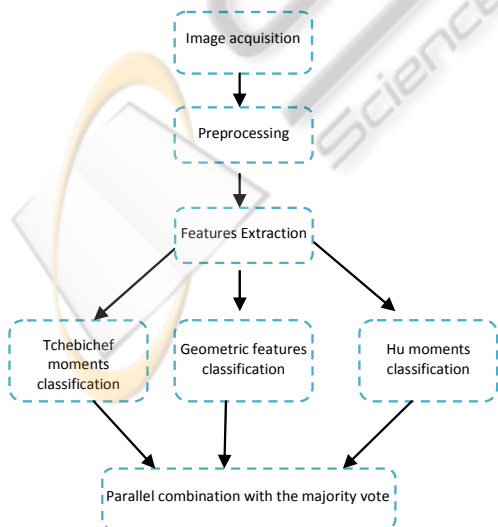 Image acquisition
Preprocessing
Science
Features Extraction
Tchebichef
moments
classification
Geometric features
classification
Hu moments
classification
Parallel combination with the majority vote